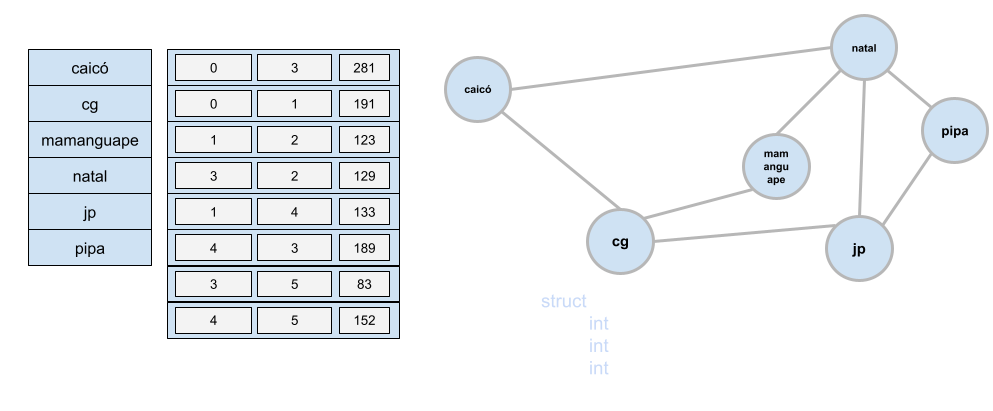 caicó
cg
mamanguape
natal
jp
pipa
0 3 281
0 1 191
1 2 123
3 2 129
1 4 133
4 3 189
3 5 83
4 5 152
natal
caicó
pipa
mam
angu
ape
cg
jp
struct
int
int
int